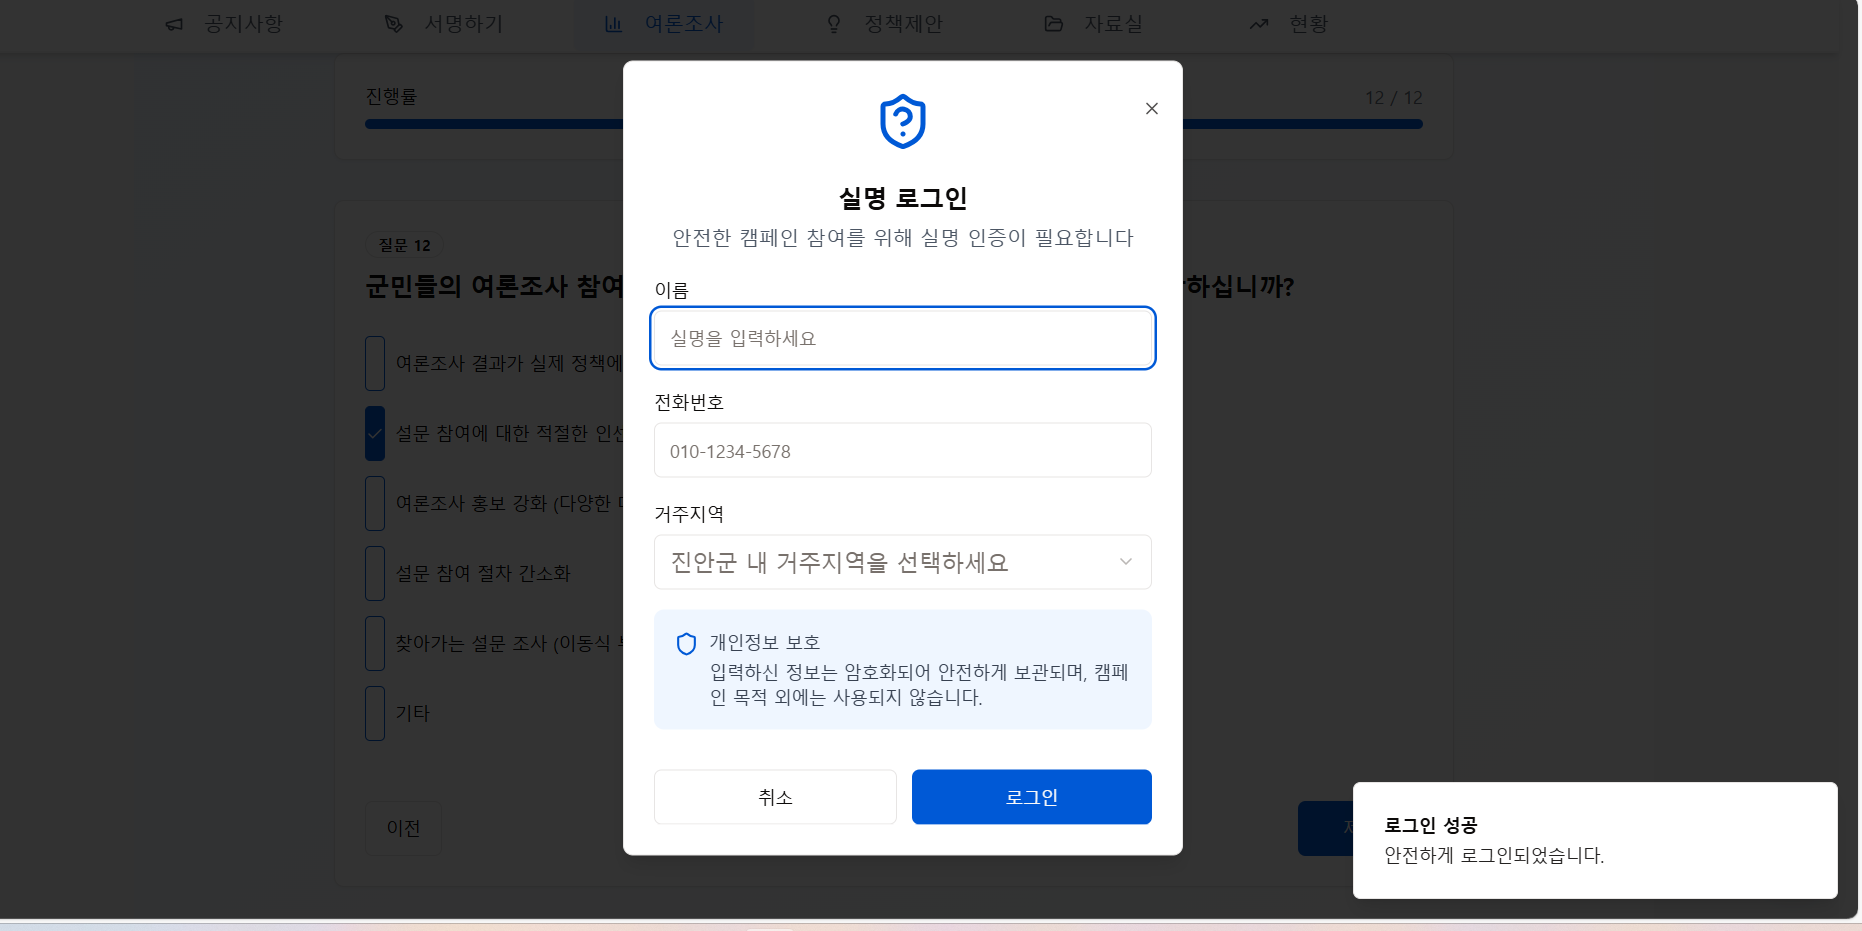 공지사항
서명하기
여론조사
정책제안
자료실
현황
진행률
12 / 12
질문 12
군민들의 여론조사 참여
하십니까?
여론조사 결과가 실제 정책에
설문 참여에 대한 적절한
여론조사 홍보 강화 (다양한
설문 참여 절차 간소화
찾아가는 설문 조사 (이동식
기타
이전
실명 로그인
안전한 캠페인 참여를 위해 실명 인증이 필요합니다
이름
실명을 입력하세요
전화번호
010-1234-5678
거주지역
진안군 내 거주지역을 선택하세요
개인정보 보호
입력하신 정보는 암호화되어 안전하게 보관되며, 캠페
인 목적 외에는 사용되지 않습니다.
취소
로그인
로그인 성공
안전하게 로그인되었습니다.